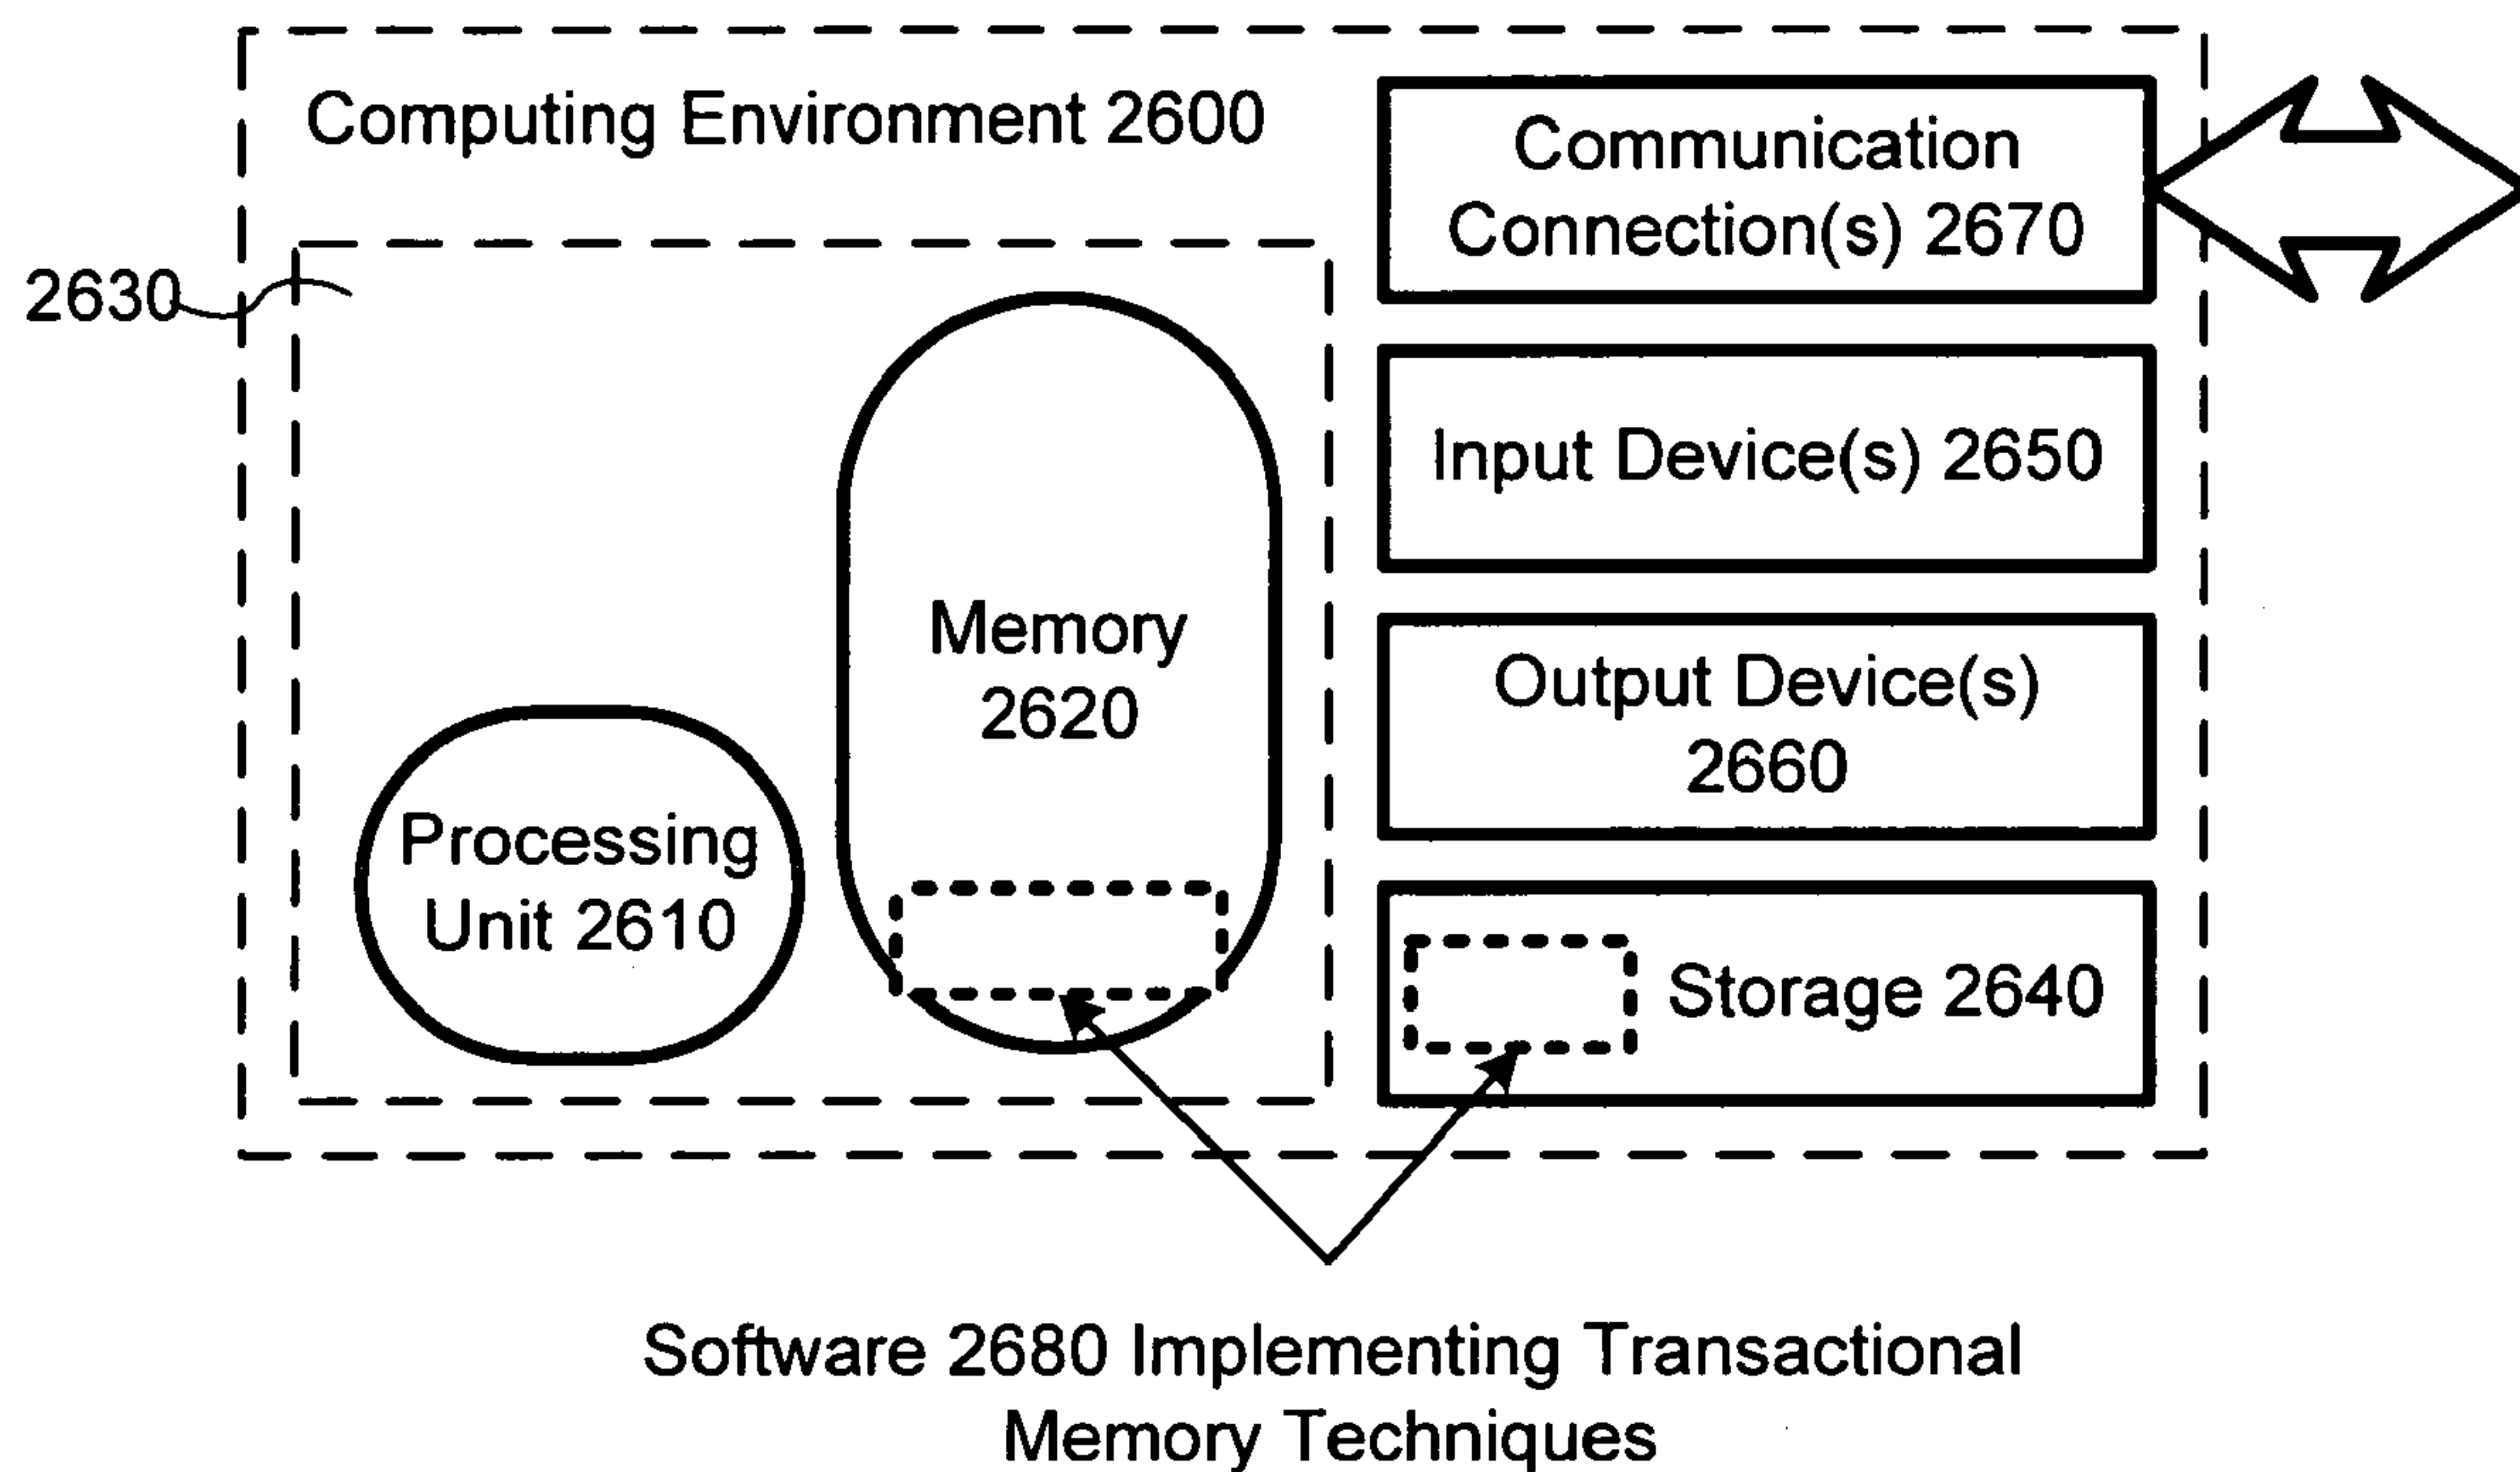 Computing Environment 2600
Communication
Connection(s) 2670
2630
Input Device(s) 2650
Memory
2620
Output Device(s)
2660
Processing
Unit 2610
Storage 2640
Software 2680 Implementing Transactional
Memory Techniques